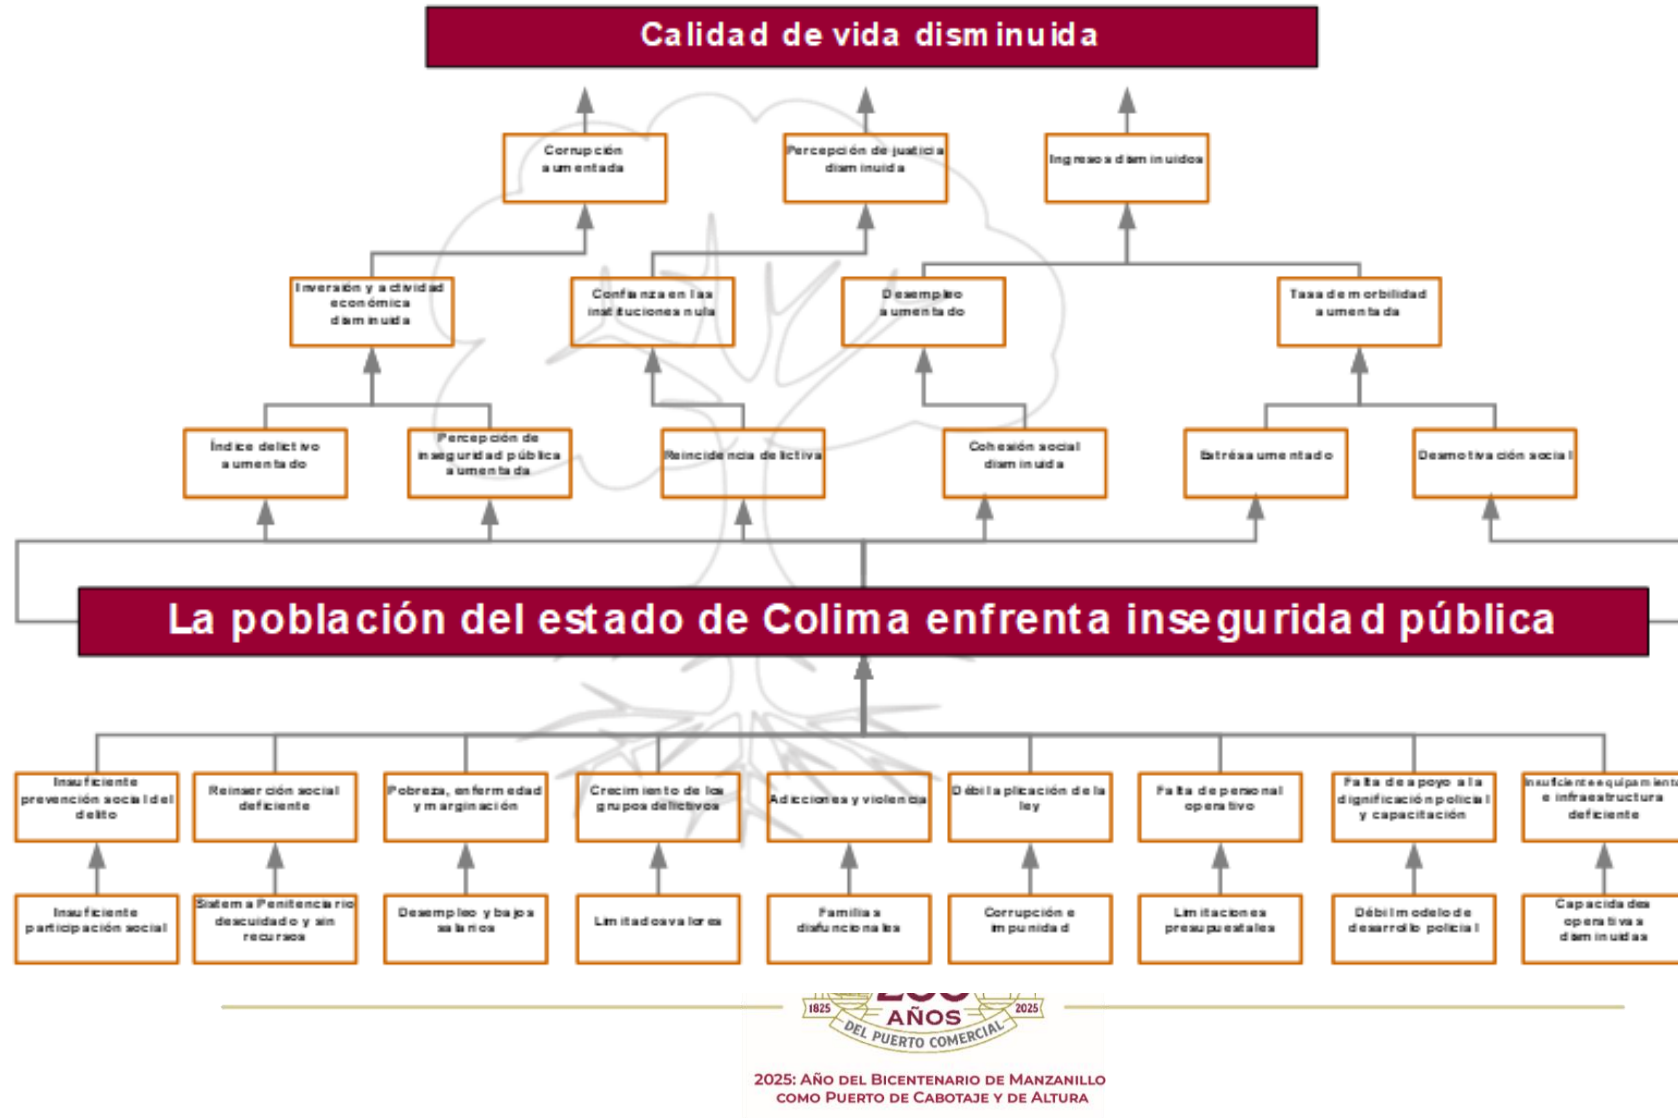 Calidad de vida disminuida
Corrupción
aumentada
Percepción de justicia
disminuida
Ingresos disminuidos
Inversión y actividad
económica
disminuida
Confianza en las
instituciones nula
Desempleo
aumentado
Tasa de morbilidad
aumentada
Índice delictivo
aumentado
Percepción de
inseguridad pública
aumentada
Reincidencia delictiva
Cohesión social
disminuida
Estrés aumentado
Desmotivación social
La población del estado de Colima enfrenta inseguridad pública
Insuficiente
prevención social del
delito
Reinserción social
deficiente
Pobreza, enfermedad
y marginación
Crecimiento de los
grupos delictivos
Adicciones y violencia
Débil aplicación de la
ley
Falta de personal
operativo
Falta de apoyo a la
dignificación policial
y capacitación
Insuficiente equipamiento
e infraestructura
deficiente
Insuficiente
participación social
Sistema Penitenciario
descuidado y sin
recursos
Desempleo y bajos
salarios
Limitados valores
Familias
disfuncionales
Corrupción e
impunidad
Limitaciones
presupuestales
Débil modelo de
desarrollo policial
Capacidades
operativas
disminuidas
1825
200
2025
AÑOS
DEL PUERTO COMERCIAL
2025: AÑO DEL BICENTENARIO DE MANZANILLO
COMO PUERTO DE CABOTAJE Y DE ALTURA